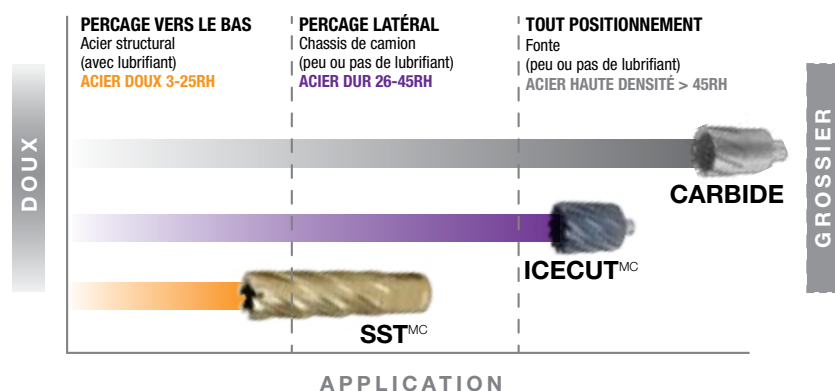 PERCAGE VERS LE BAS
Acier structural
(avec lubrifiant)
ACIER DOUX 3-25RH
PERCAGE LATÉRAL
Chassis de camion
(peu ou pas de lubrifiant)
ACIER DUR 26-45RH
TOUT POSITIONNEMENT
Fonte
(peu ou pas de lubrifiant)
ACIER HAUTE DENSITÉ > 45RH
DOUX
GROSSIER
CARBIDE
ICECUTMC
SSTMC
APPLICATION